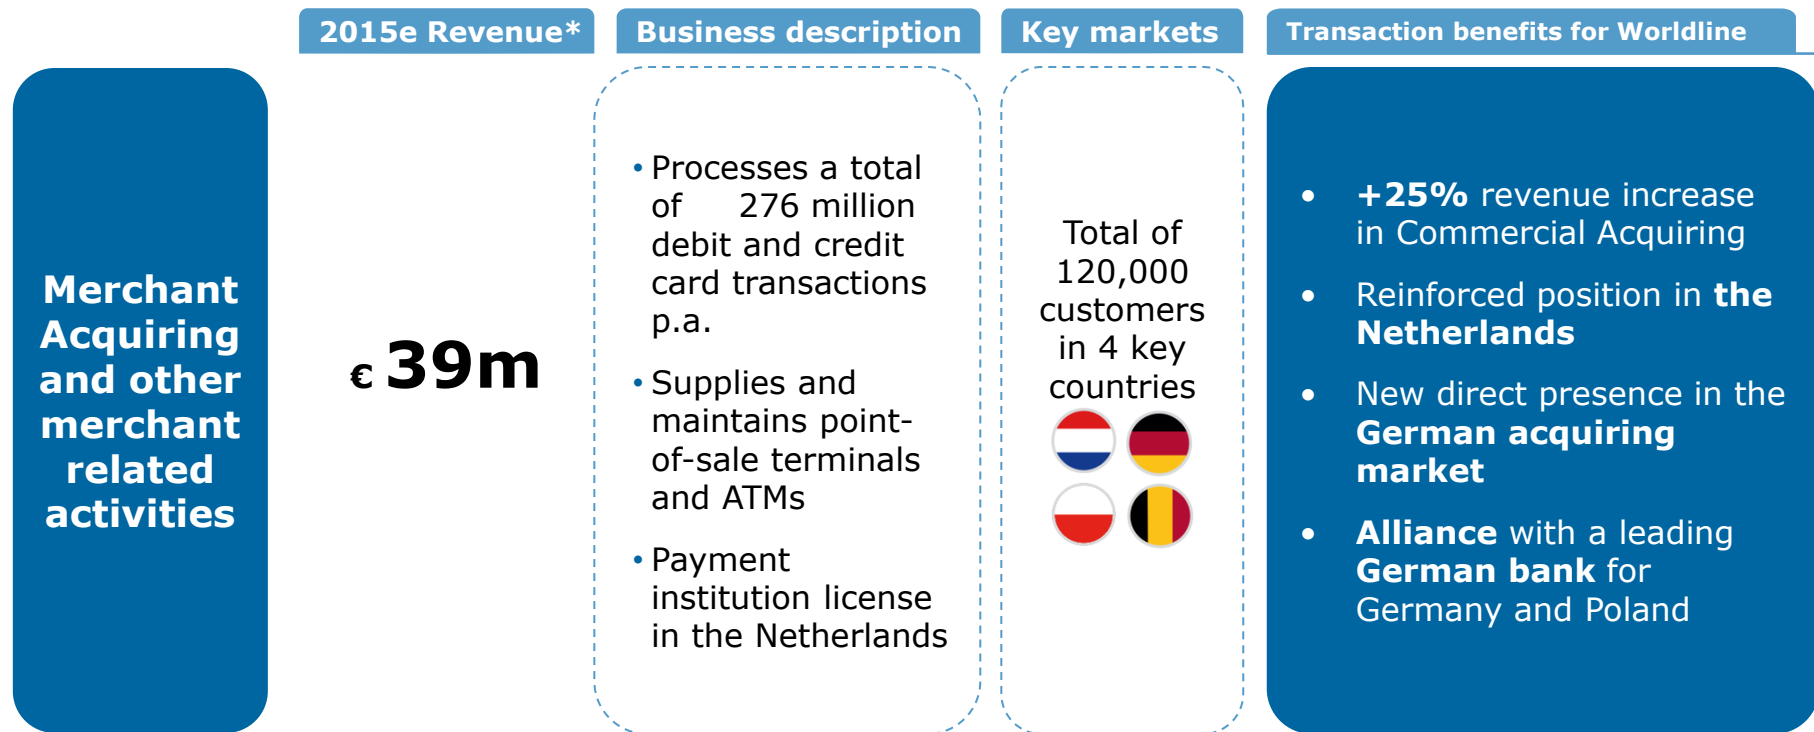 2015e Revenue*
Business description
Key markets
Transaction benefits for Worldline
Merchant
Acquiring
and other
merchant
related
activities
€ 39m
• Processes a total
of 276 million
debit and credit
card transactions
p.a.
• Supplies and
maintains point-
of-sale terminals
and ATMs
• Payment
institution license
in the Netherlands
Total of
120,000
customers
in 4 key
countries
• +25% revenue increase
in Commercial Acquiring
• Reinforced position in the
Netherlands
• New direct presence in the
German acquiring
market
• Alliance with a leading
German bank for
Germany and Poland